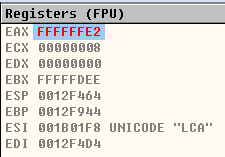 Registers (FPU)
EAX FFFFFFE2
ECX 00000008
EDX 00000000
EBX FFFFFDEE
ESP 0012F464
EBP 0012F944
ESI 001B01F8 UNICODE "LCA"
EDI 0012F4D4